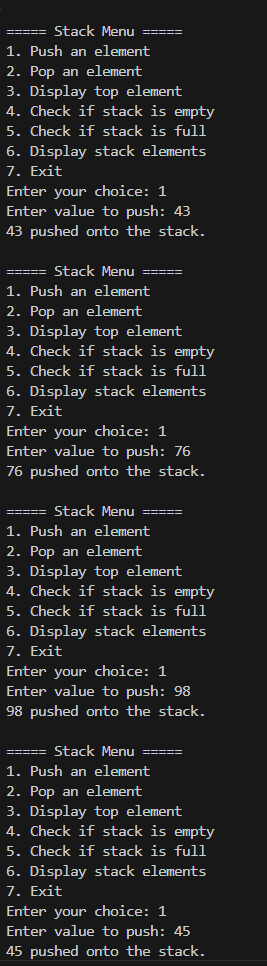 ===== Stack Menu =====
1. Push an element
2. Pop an element
3. Display top element
4. Check if stack is empty
5. Check if stack is full
6. Display stack elements
7. Exit
Enter your choice: 1
Enter value to push: 43
43 pushed onto the stack.

===== Stack Menu =====
1. Push an element
2. Pop an element
3. Display top element
4. Check if stack is empty
5. Check if stack is full
6. Display stack elements
7. Exit
Enter your choice: 1
Enter value to push: 76
76 pushed onto the stack.

===== Stack Menu =====
1. Push an element
2. Pop an element
3. Display top element
4. Check if stack is empty
5. Check if stack is full
6. Display stack elements
7. Exit
Enter your choice: 1
Enter value to push: 98
98 pushed onto the stack.

===== Stack Menu =====
1. Push an element
2. Pop an element
3. Display top element
4. Check if stack is empty
5. Check if stack is full
6. Display stack elements
7. Exit
Enter your choice: 1
Enter value to push: 45
45 pushed onto the stack.